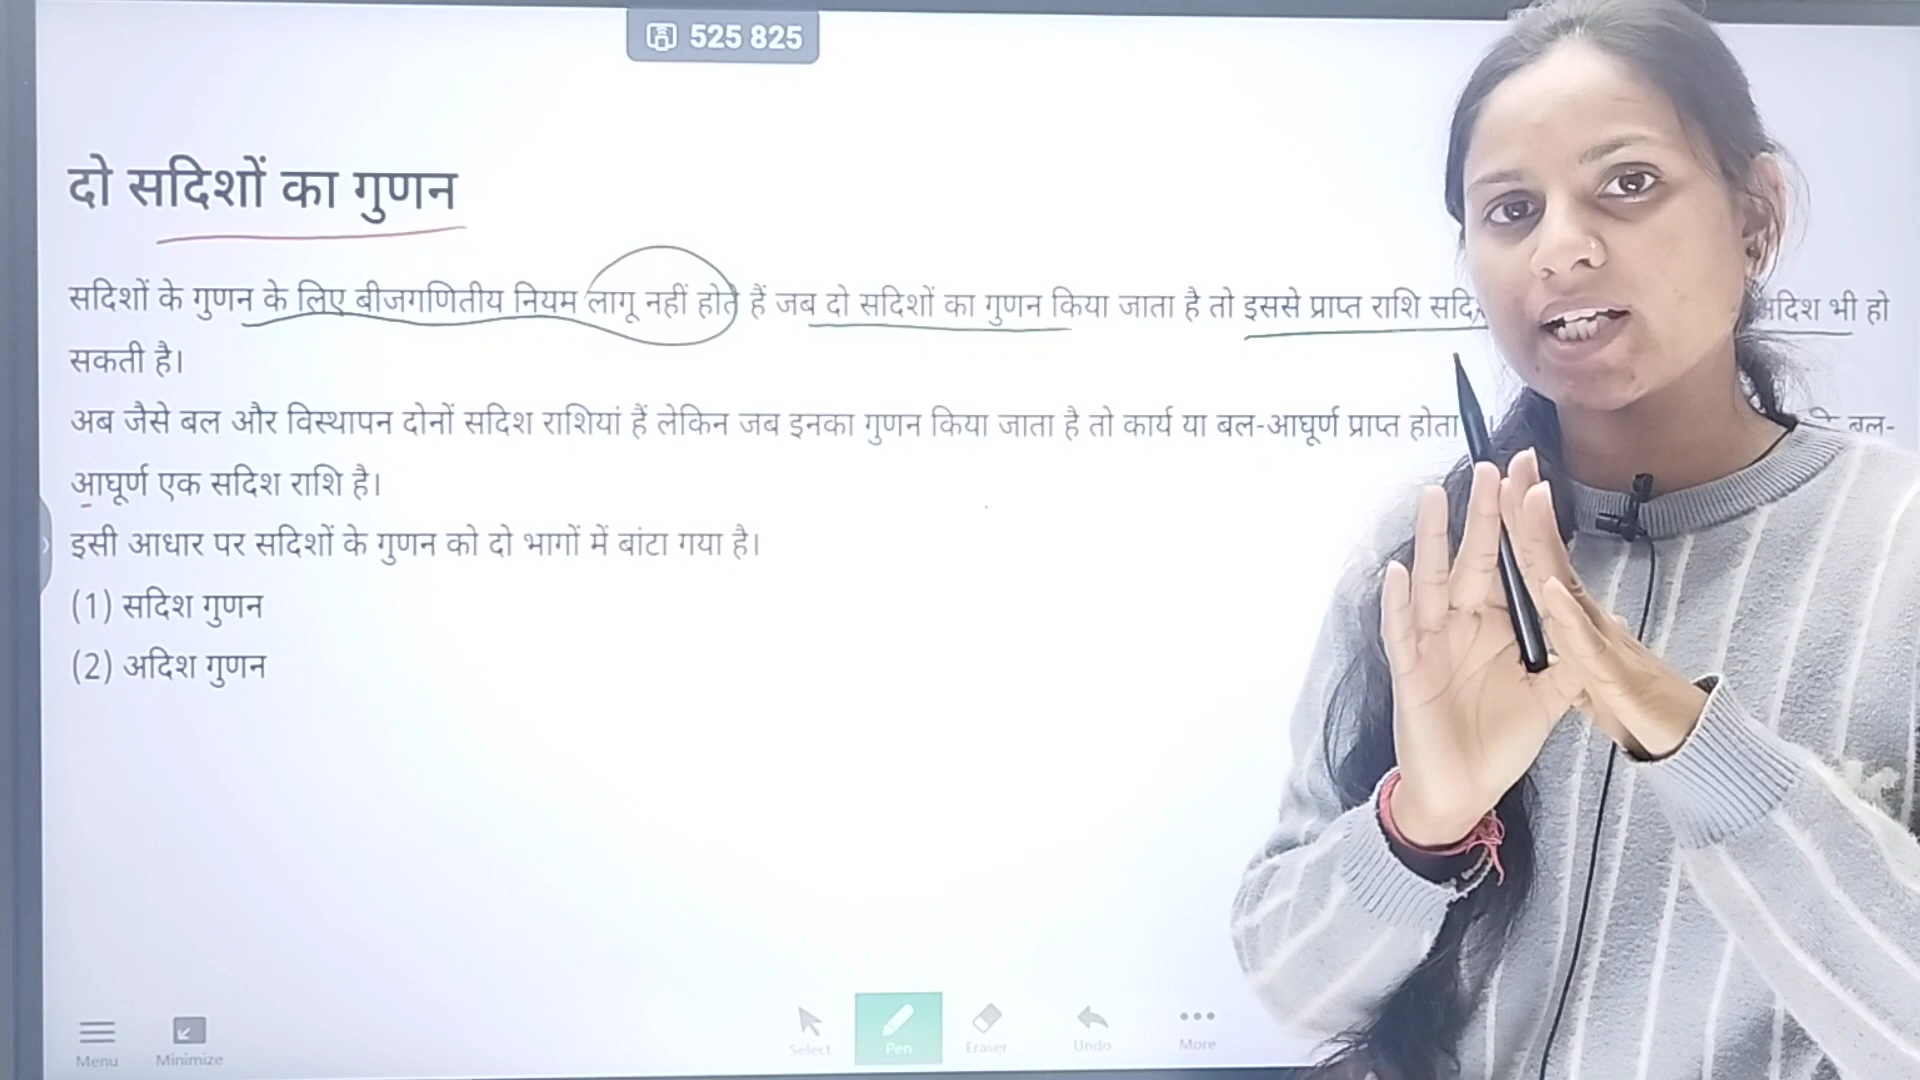 525 825
दो सदिशों का गुणन
सदिशों के गुणन के लिए बीजगणितीय नियम लागू नहीं होते हैं जब दो सदिशों का गुणन किया जाता है तो इससे प्राप्त राशि भी हो
सकती है।
अब जैसे बल और विस्थापन दोनों सदिश राशियां हैं लेकिन जब इनका गुणन किया जाता है तो कार्य या बल-आघूर्ण प्राप्त होता बल-
आघूर्ण एक सदिश राशि है।
इसी आधार पर सदिशों के गुणन को दो भागों में बांटा गया है।
(1) सदिश गुणन
(2) अदिश गुणन
Menu Minimize Select Pen Eraser Undo More